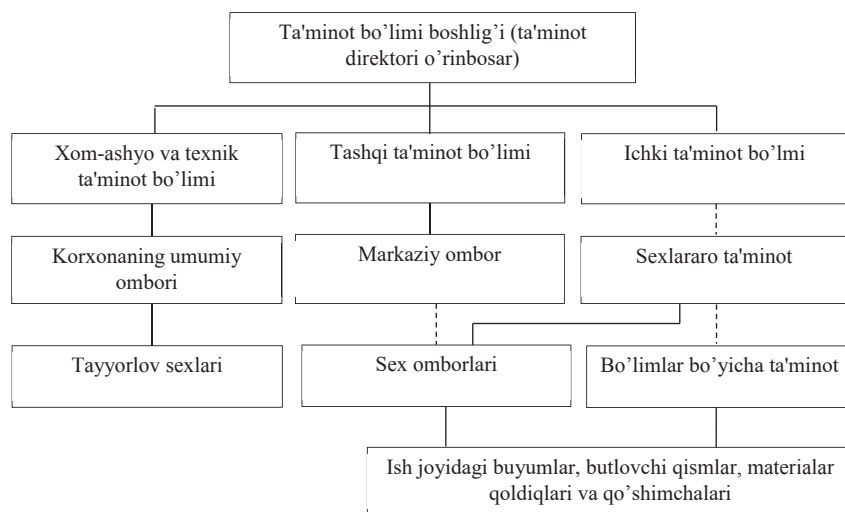 Ta'minot bo’limi boshlig’i (ta'minot
direktori o’rinbosar)
Xom-ashyo va texnik
ta'minot bo’limi
Tashqi ta'minot bo’limi
Ichki ta'minot bo’lmi
Korxonaning umumiy
ombori
Markaziy ombor
Sexlararo ta'minot
Tayyorlov sexlari
Sex omborlari
Bo’limlar bo’yicha ta'minot
Ish joyidagi buyumlar, butlovchi qismlar, materialar
qoldiqlari va qo’shimchalari